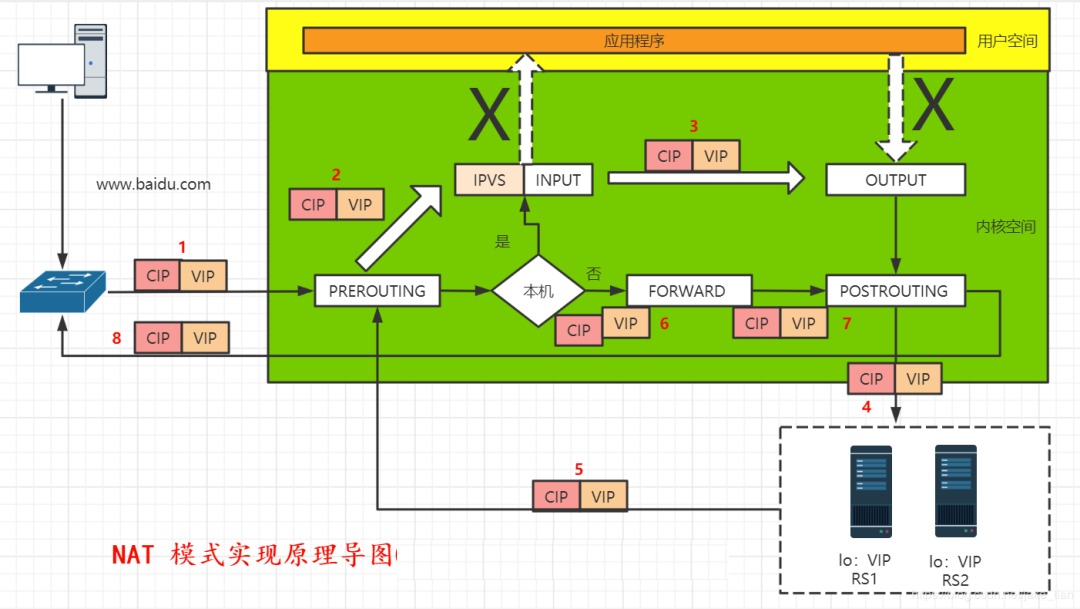 应用程序
用户空间
X
X
3
CIP VIP
2
CIP VIP
IPVS INPUT
OUTPUT
www.baidu.com
内核空间
是
1
CIP VIP
否
PREROUTING
本机
FORWARD
POSTROUTING
8
CIP VIP
CIP VIP
6
CIP VIP
7
CIP VIP
4
5
CIP VIP
NAT 模式实现原理导图
lo: VIP
RS1
lo: VIP
RS2